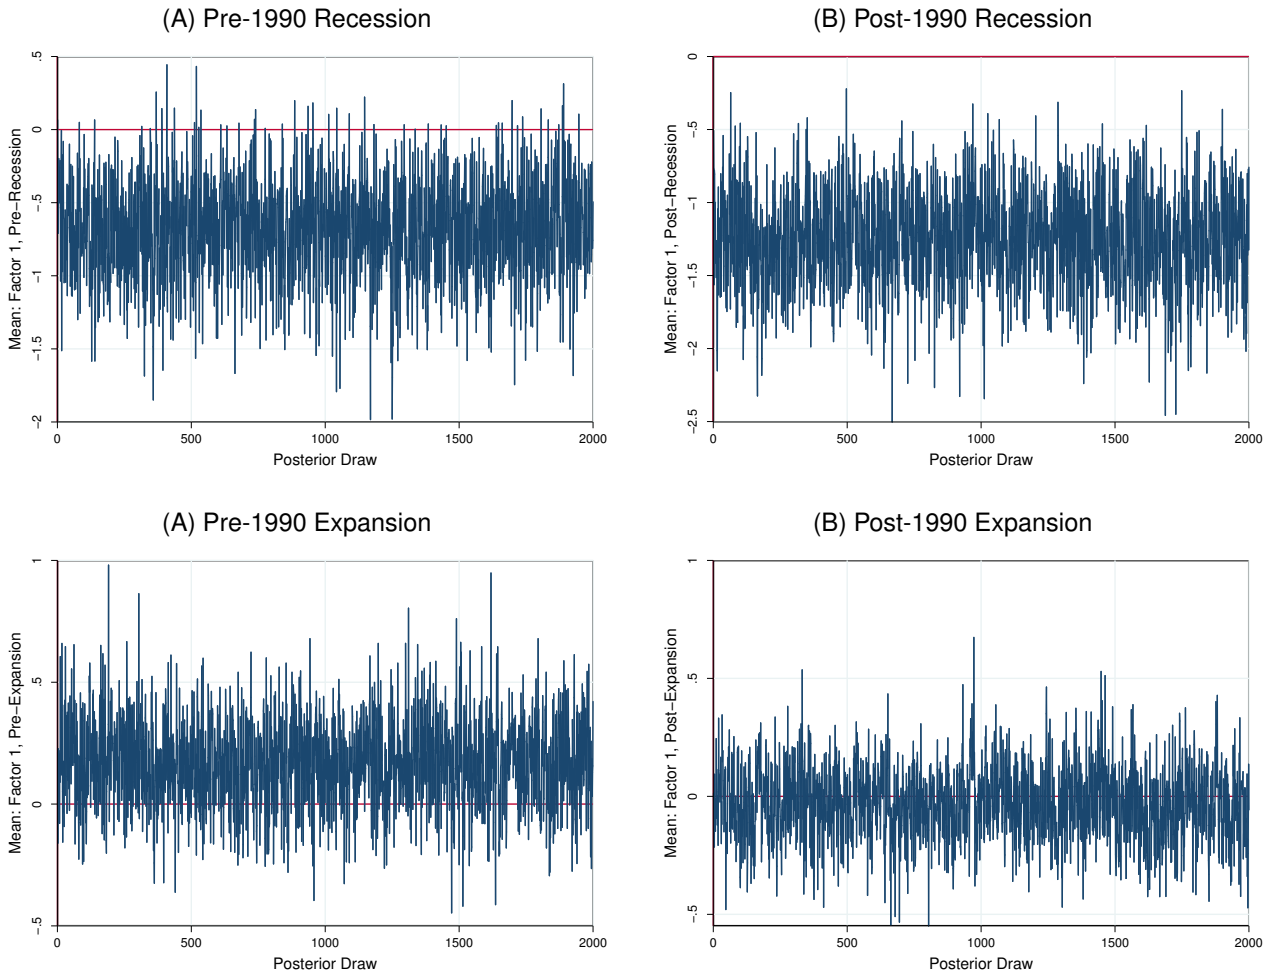 (A) Pre-1990 Recession
Mean: Factor 1, Pre−Recession
.5
0
−.5
−1
−1.5
−2
0 500 1000 1500 2000
Posterior Draw
(B) Post-1990 Recession
Mean: Factor 1, Post−Recession
0
−.5
−1
−1.5
−2
−2.5
0 500 1000 1500 2000
Posterior Draw
(A) Pre-1990 Expansion
Mean: Factor 1, Pre−Expansion
1
.5
0
−.5
0 500 1000 1500 2000
Posterior Draw
(B) Post-1990 Expansion
Mean: Factor 1, Post−Expansion
1
.5
0
−.5
0 500 1000 1500 2000
Posterior Draw